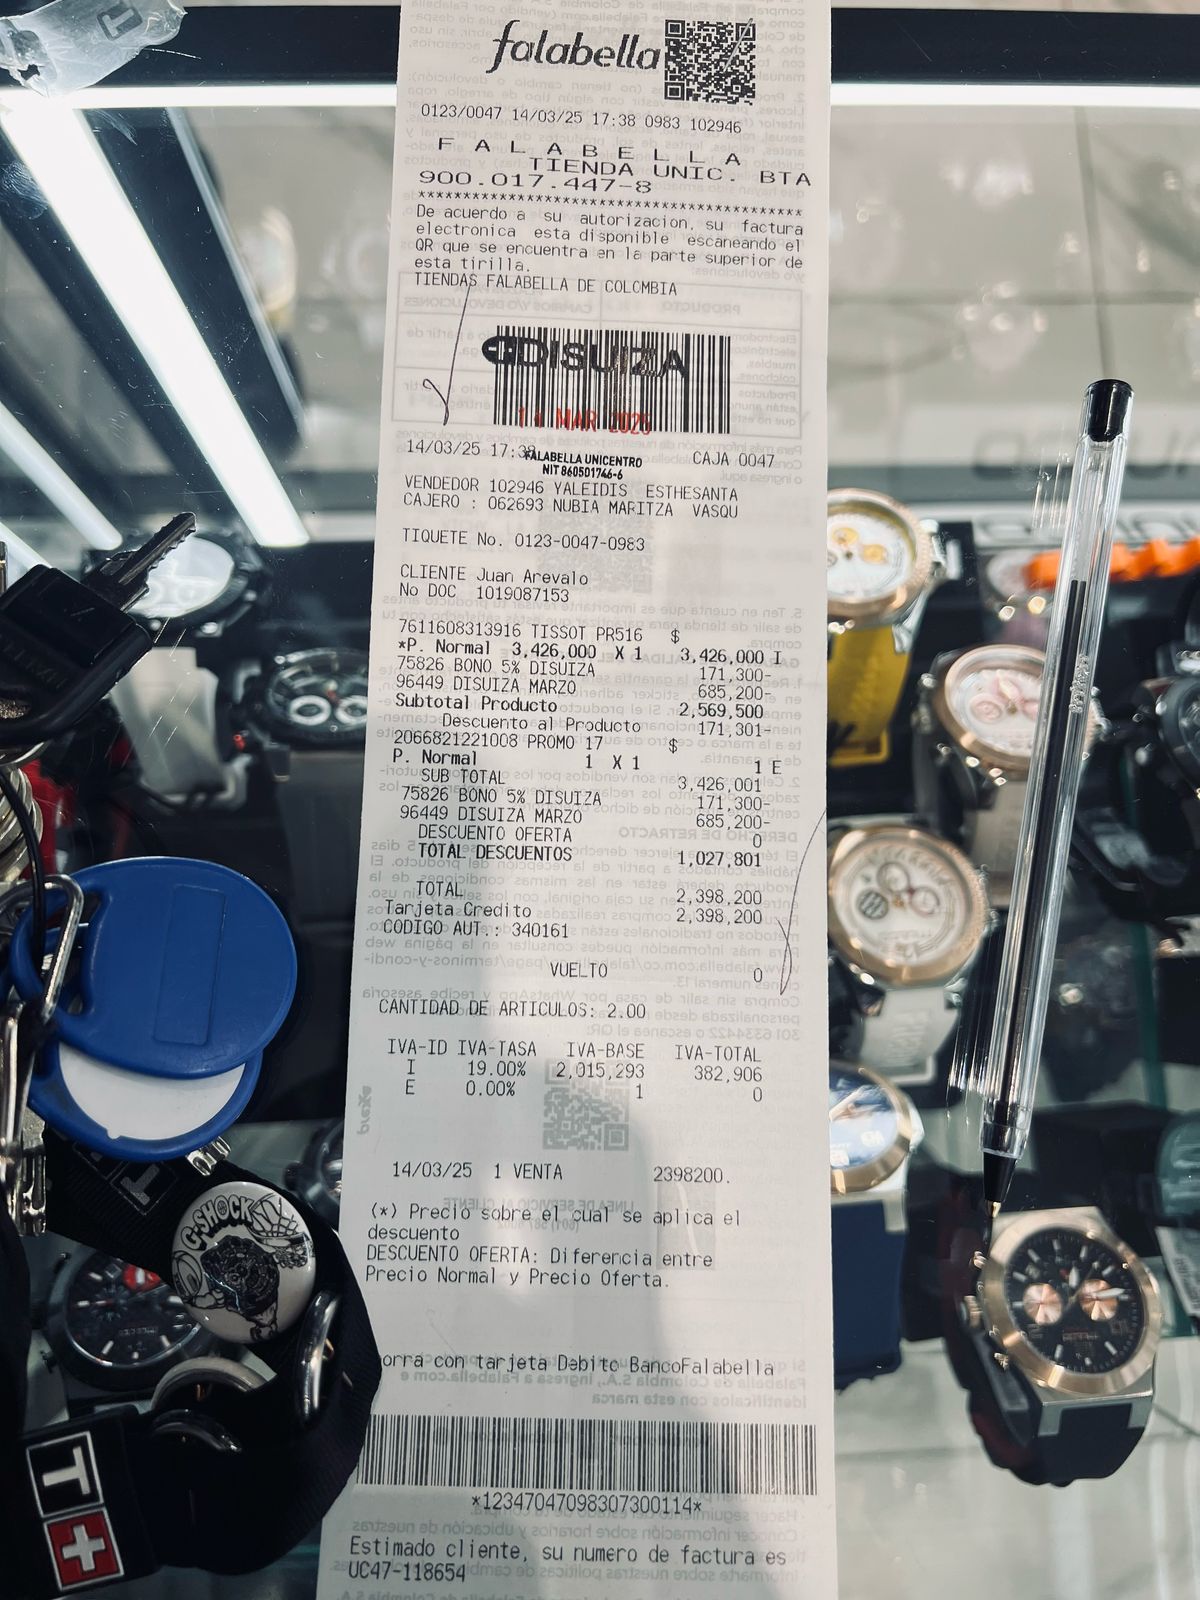 falabella
0123/0047 14/03/25 17:38 0983 102946
F A L A B E L L A
TIENDA UNIC. BTA
900.017.447-8
*******************************************
De acuerdo a su autorizacion, su factura
electronica esta disponible escaneando el
QR que se encuentra en la parte superior de
esta tirilla.
TIENDAS FALABELLA DE COLOMBIA
DISUIZA
14 MAR 2025
14/03/25 17:38 CAJA 0047
FALABELLA UNICENTRO
NIT 860501746-6
VENDEDOR 102946 YALEIDIS ESTHESANTA
CAJERO : 062693 NUBIA MARITZA VASQU
TIQUETE No. 0123-0047-0983
CLIENTE Juan Arevalo
No DOC 1019087153
7611608313916 TISSOT PR516 $
*P. Normal 3,426,000 X 1 3,426,000 I
75826 BONO 5% DISUIZA 171,300-
96449 DISUIZA MARZO 685,200-
Subtotal Producto 2,569,500
Descuento al Producto 171,301-
2066821221008 PROMO 17 $
P. Normal 1 X 1 1 E
SUB TOTAL 3,426,001
75826 BONO 5% DISUIZA 171,300-
96449 DISUIZA MARZO 685,200-
DESCUENTO OFERTA 0
TOTAL DESCUENTOS 1,027,801
TOTAL 2,398,200
Tarjeta Credito 2,398,200
CODIGO AUT.: 340161
VUELTO 0
CANTIDAD DE ARTICULOS: 2.00
IVA-ID IVA-TASA IVA-BASE IVA-TOTAL
I 19.00% 2,015,293 382,906
E 0.00% 1 0
14/03/25 1 VENTA 2398200.
(*) Precio sobre el cual se aplica el
descuento
DESCUENTO OFERTA: Diferencia entre
Precio Normal y Precio Oferta.
orra con tarjeta Debito BancoFalabella
*12347047098307300114*
Estimado cliente, su numero de factura es
UC47-118654
G-SHOCK
T